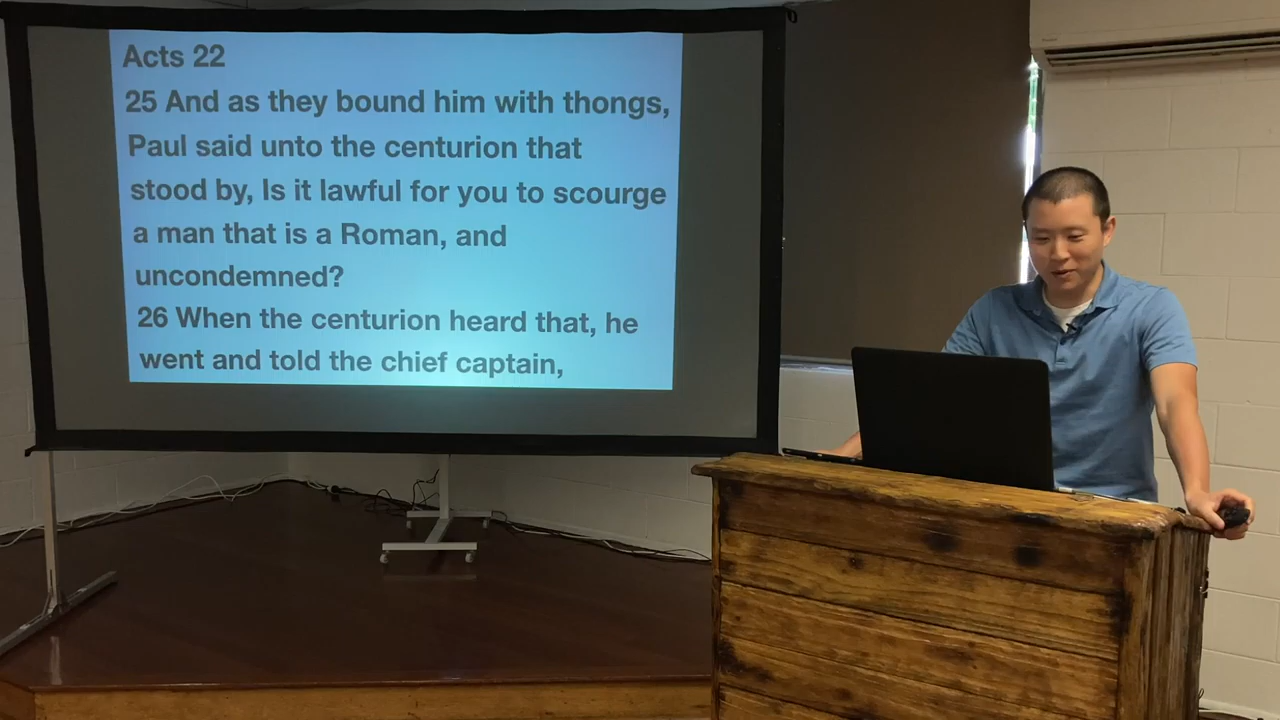 Acts 22
25 And as they bound him with thongs,
Paul said unto the centurion that
stood by, Is it lawful for you to scourge
a man that is a Roman, and
uncondemned?
26 When the centurion heard that, he
went and told the chief captain,